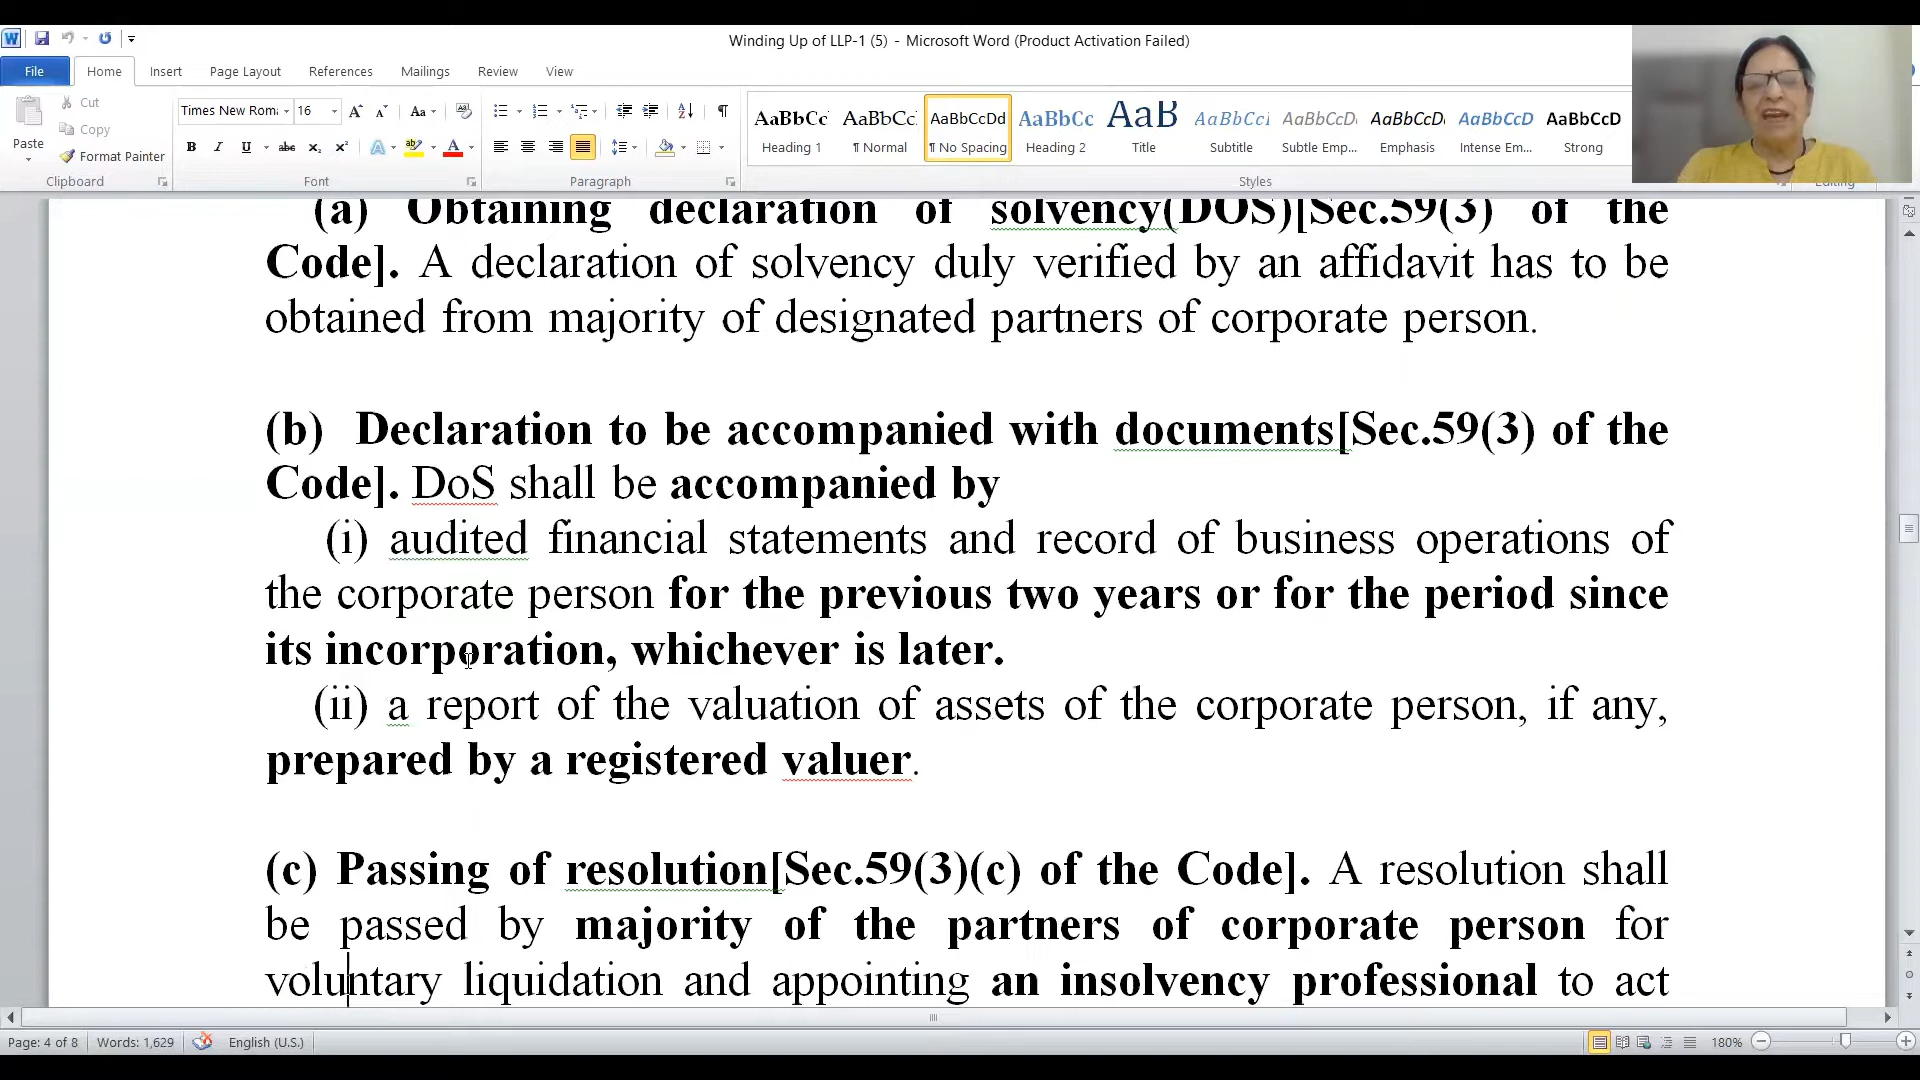 Winding Up of LLP-1 (5) - Microsoft Word (Product Activation Failed)
File Home Insert Page Layout References Mailings Review View
Paste
Cut
Copy
Format Painter
Clipboard
Times New Roma 16
Font
Paragraph
AaBbCc AaBbCc AaBbCcDd AaBbCc AaB AaBbCcI AaBbCcD AaBbCcD AaBbCcD AaBbCcD
Heading 1 ¶ Normal ¶ No Spacing Heading 2 Title Subtitle Subtle Emp... Emphasis Intense Em... Strong
Styles
Editing
(a) Obtaining declaration of solvency(DOS)[Sec.59(3) of the
Code]. A declaration of solvency duly verified by an affidavit has to be
obtained from majority of designated partners of corporate person.
(b) Declaration to be accompanied with documents[Sec.59(3) of the
Code]. DoS shall be accompanied by
(i) audited financial statements and record of business operations of
the corporate person for the previous two years or for the period since
its incorporation, whichever is later.
(ii) a report of the valuation of assets of the corporate person, if any,
prepared by a registered valuer.
(c) Passing of resolution[Sec.59(3)(c) of the Code]. A resolution shall
be passed by majority of the partners of corporate person for
voluntary liquidation and appointing an insolvency professional to act
Page: 4 of 8 Words: 1,629 English (U.S.) 180%